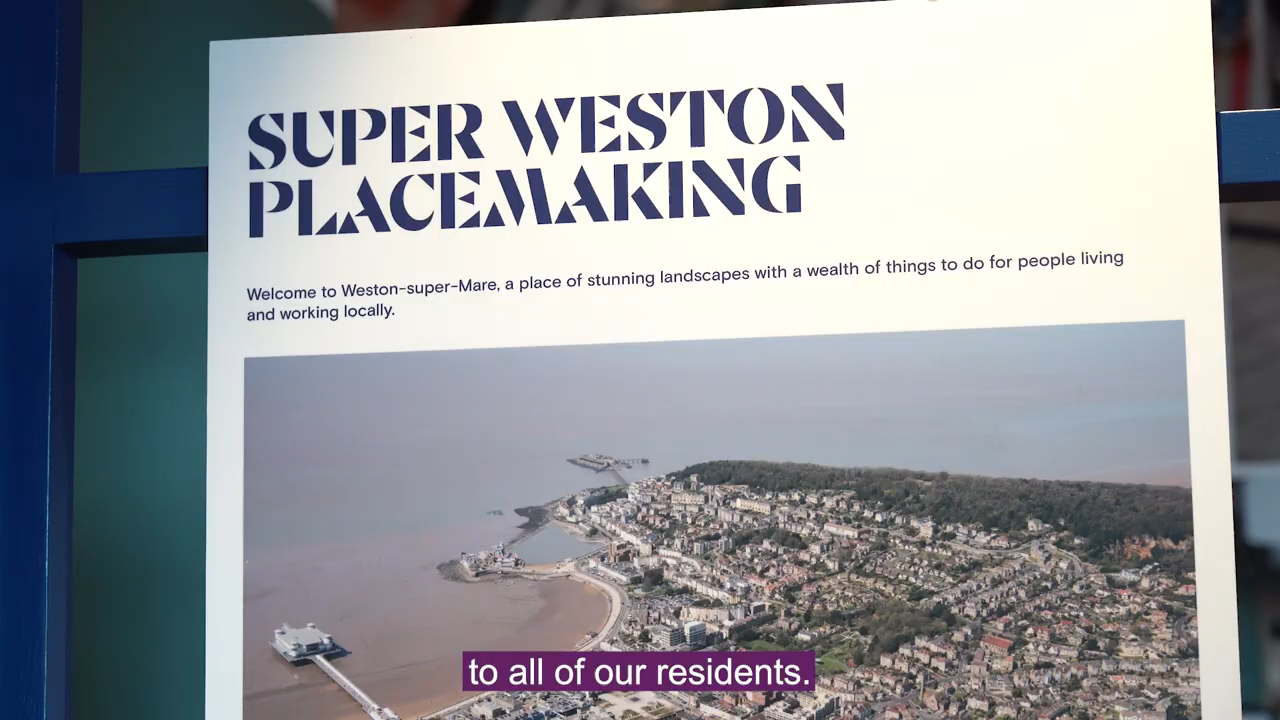 SUPER WESTON
PLACEMAKING
Welcome to Weston-super-Mare, a place of stunning landscapes with a wealth of things to do for people living
and working locally.
to all of our residents.